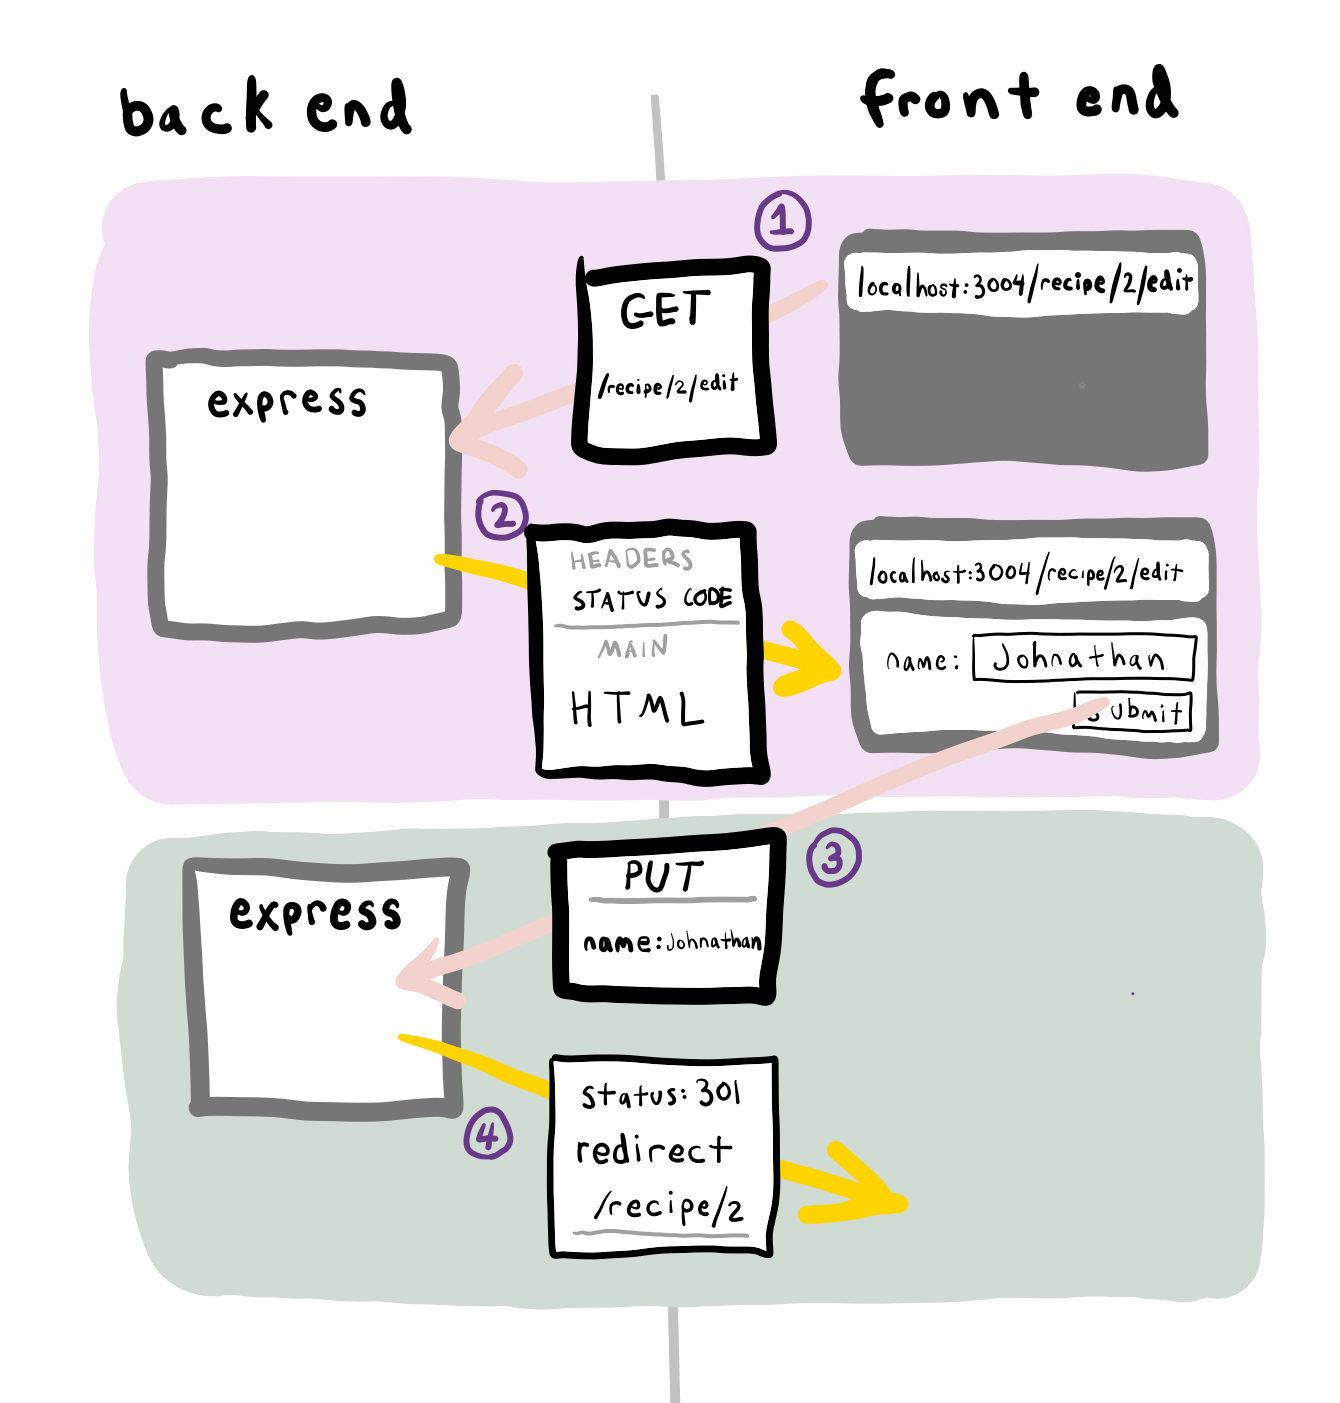 back end
front end
1
localhost:3004/recipe/2/edit
GET
/recipe/2/edit
express
2
HEADERS
STATUS CODE
MAIN
HTML
localhost:3004/recipe/2/edit
name: Johnathan
submit
3
PUT
name: Johnathan
express
4
status: 301
redirect
/recipe/2